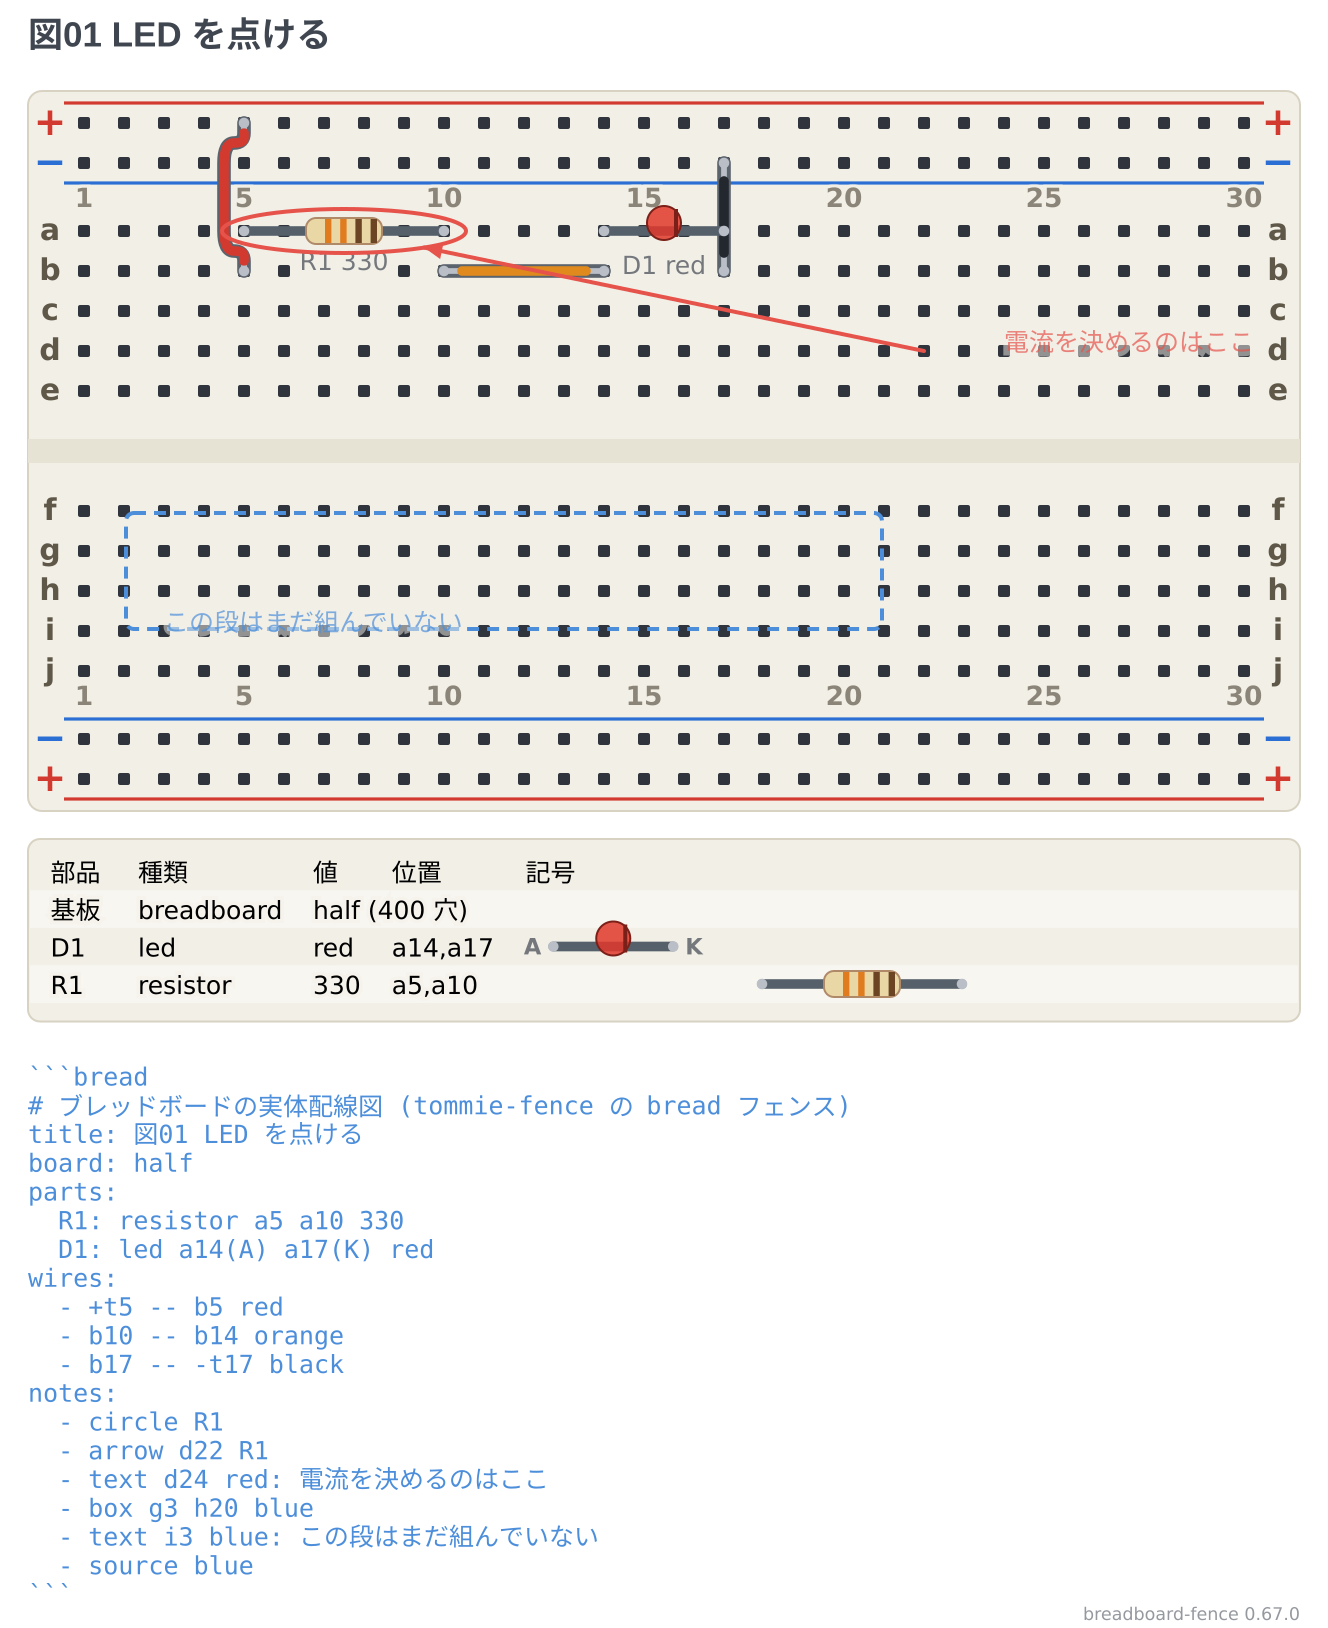 図01 LED を点ける
+ +
− −
1 5 10 15 20 25 30
a a
R1 330
D1 red
b b
c c
電流を決めるのはここ
d d
e e
f f
g g
h h
この段はまだ組んでいない
i i
j j
1 5 10 15 20 25 30
− −
+ +
部品 種類 値 位置 記号
基板 breadboard half (400 穴)
D1 led red a14,a17 A K
R1 resistor 330 a5,a10
```bread
# ブレッドボードの実体配線図 (tommie-fence の bread フェンス)
title: 図01 LED を点ける
board: half
parts:
  R1: resistor a5 a10 330
  D1: led a14(A) a17(K) red
wires:
  - +t5 -- b5 red
  - b10 -- b14 orange
  - b17 -- -t17 black
notes:
  - circle R1
  - arrow d22 R1
  - text d24 red: 電流を決めるのはここ
  - box g3 h20 blue
  - text i3 blue: この段はまだ組んでいない
  - source blue
```
breadboard-fence 0.67.0